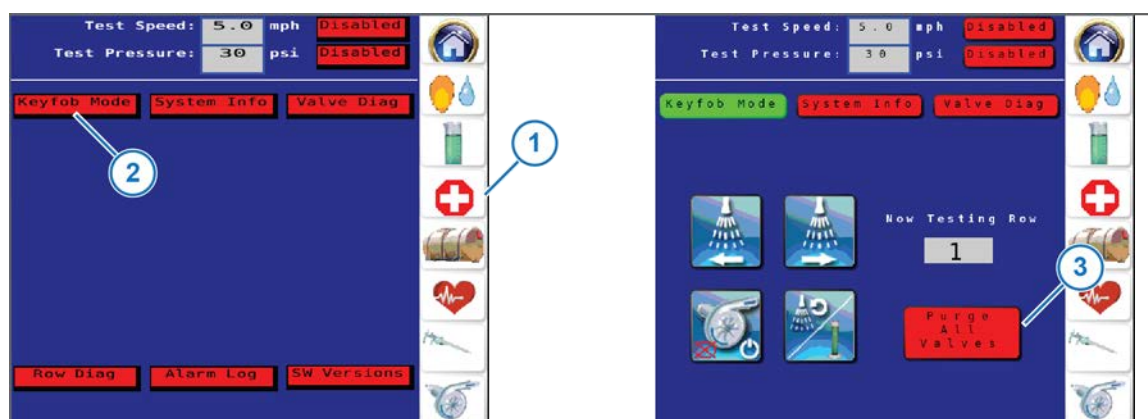 Test Speed: 5.0 mph Disabled
Test Pressure: 30 psi Disabled
Keyfob Mode System Info Valve Diag
1
2
Row Diag Alarm Log SW Versions
Test Speed: 5.0 mph Disabled
Test Pressure: 30 psi Disabled
Keyfob Mode System Info Valve Diag
Now Testing Row
1
3
Purge
All
Valves